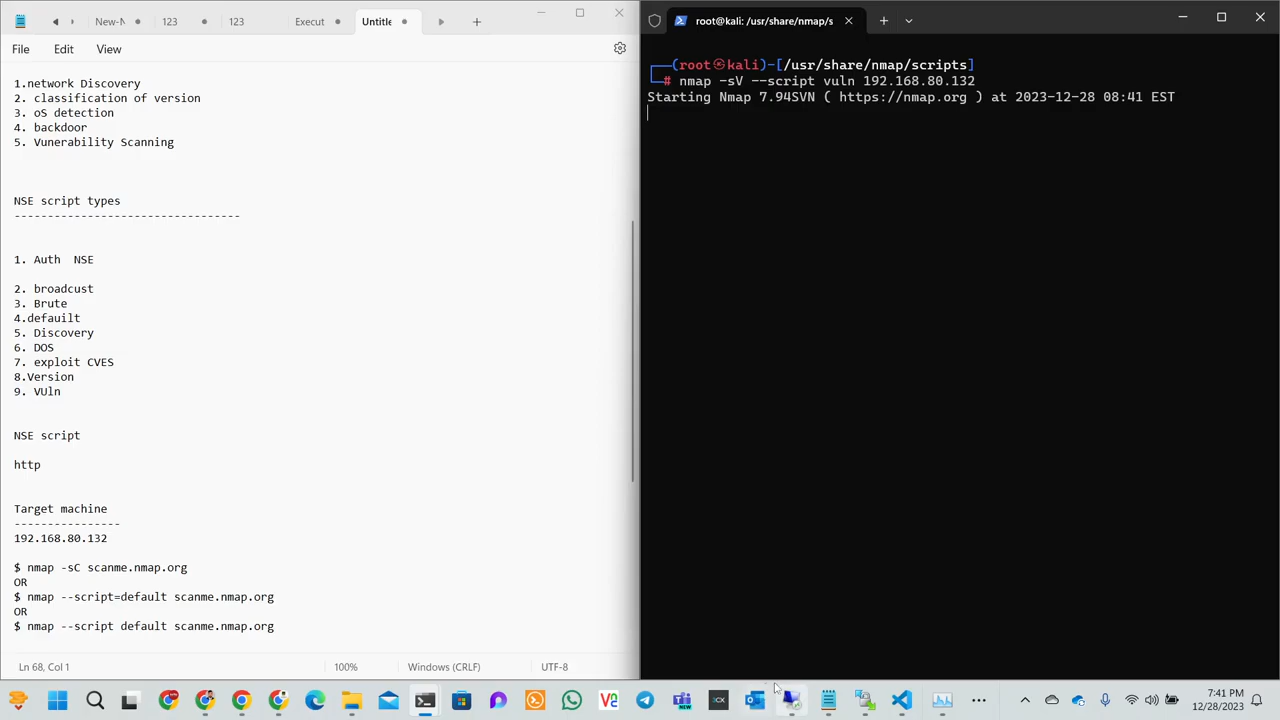 New-N
123
123
Execut
Untitle
File Edit View
1.network Discovery
2. classification of version
3. oS detection
4. backdoor
5. Vunerability Scanning
NSE script types
----------------------------------
1. Auth  NSE
2. broadcust
3. Brute
4.defauilt
5. Discovery
6. DOS
7. exploit CVES
8.Version
9. VUln
NSE script
http
Target machine
----------------
192.168.80.132
$ nmap -sC scanme.nmap.org
OR
$ nmap --script=default scanme.nmap.org
OR
$ nmap --script default scanme.nmap.org
Ln 68, Col 1 100% Windows (CRLF) UTF-8
root@kali: /usr/share/nmap/s
(root㉿kali)-[/usr/share/nmap/scripts]
# nmap -sV --script vuln 192.168.80.132
Starting Nmap 7.94SVN ( https://nmap.org ) at 2023-12-28 08:41 EST
7:41 PM
12/28/2023